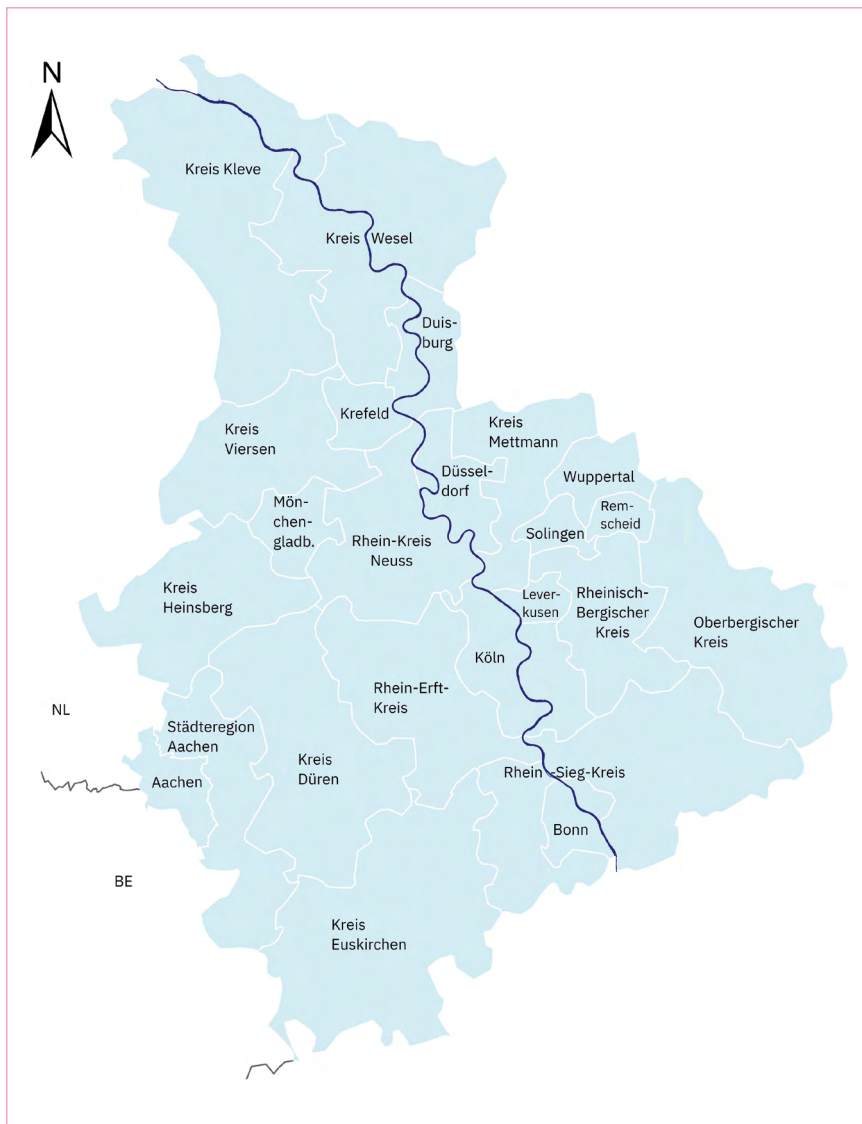 N
Kreis Kleve
Kreis Wesel
Duis-
burg
Krefeld
Kreis
Viersen
Kreis
Mettmann
Düssel-
dorf
Wuppertal
Mön-
chen-
gladb.
Rem-
scheid
Solingen
Rhein-Kreis
Neuss
Kreis
Heinsberg
Lever-
kusen
Rheinisch-
Bergischer
Kreis
Oberbergischer
Kreis
Köln
Rhein-Erft-
Kreis
NL
Städteregion
Aachen
Kreis
Düren
Aachen
Rhein-Sieg-Kreis
Bonn
BE
Kreis
Euskirchen